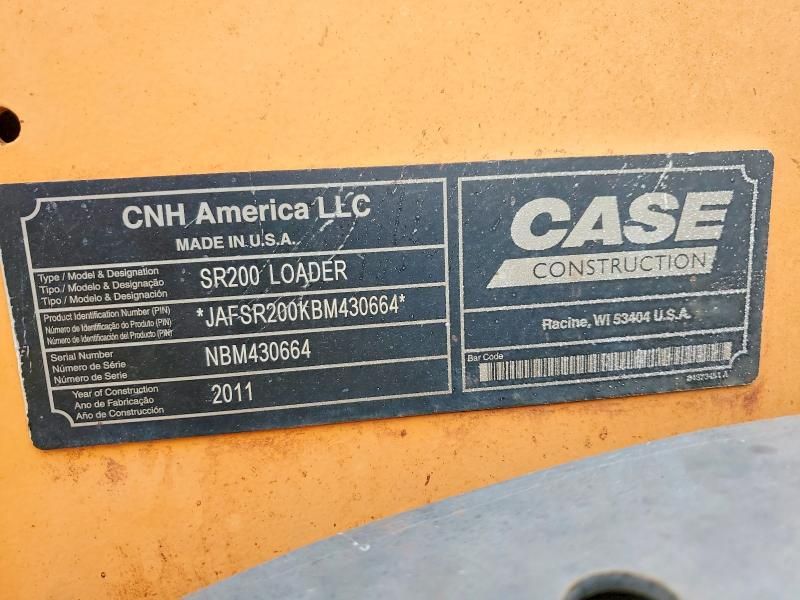 CNH America LLC
MADE IN U.S.A.
Type / Model & Designation
Tipo / Modelo & Designação
Tipo / Modelo & Designación
SR200 LOADER
Product Identification Number (PIN)
Número de Identificação do Produto (PIN)
Número de Identificación del Producto (PIN)
*JAFSR200KBM430664*
Serial Number
Número de Série
Número de Serie
NBM430664
Year of Construction
Ano de Fabricação
Año de Construcción
2011
CASE
CONSTRUCTION
Racine, WI 53404 U.S.A.
Bar Code